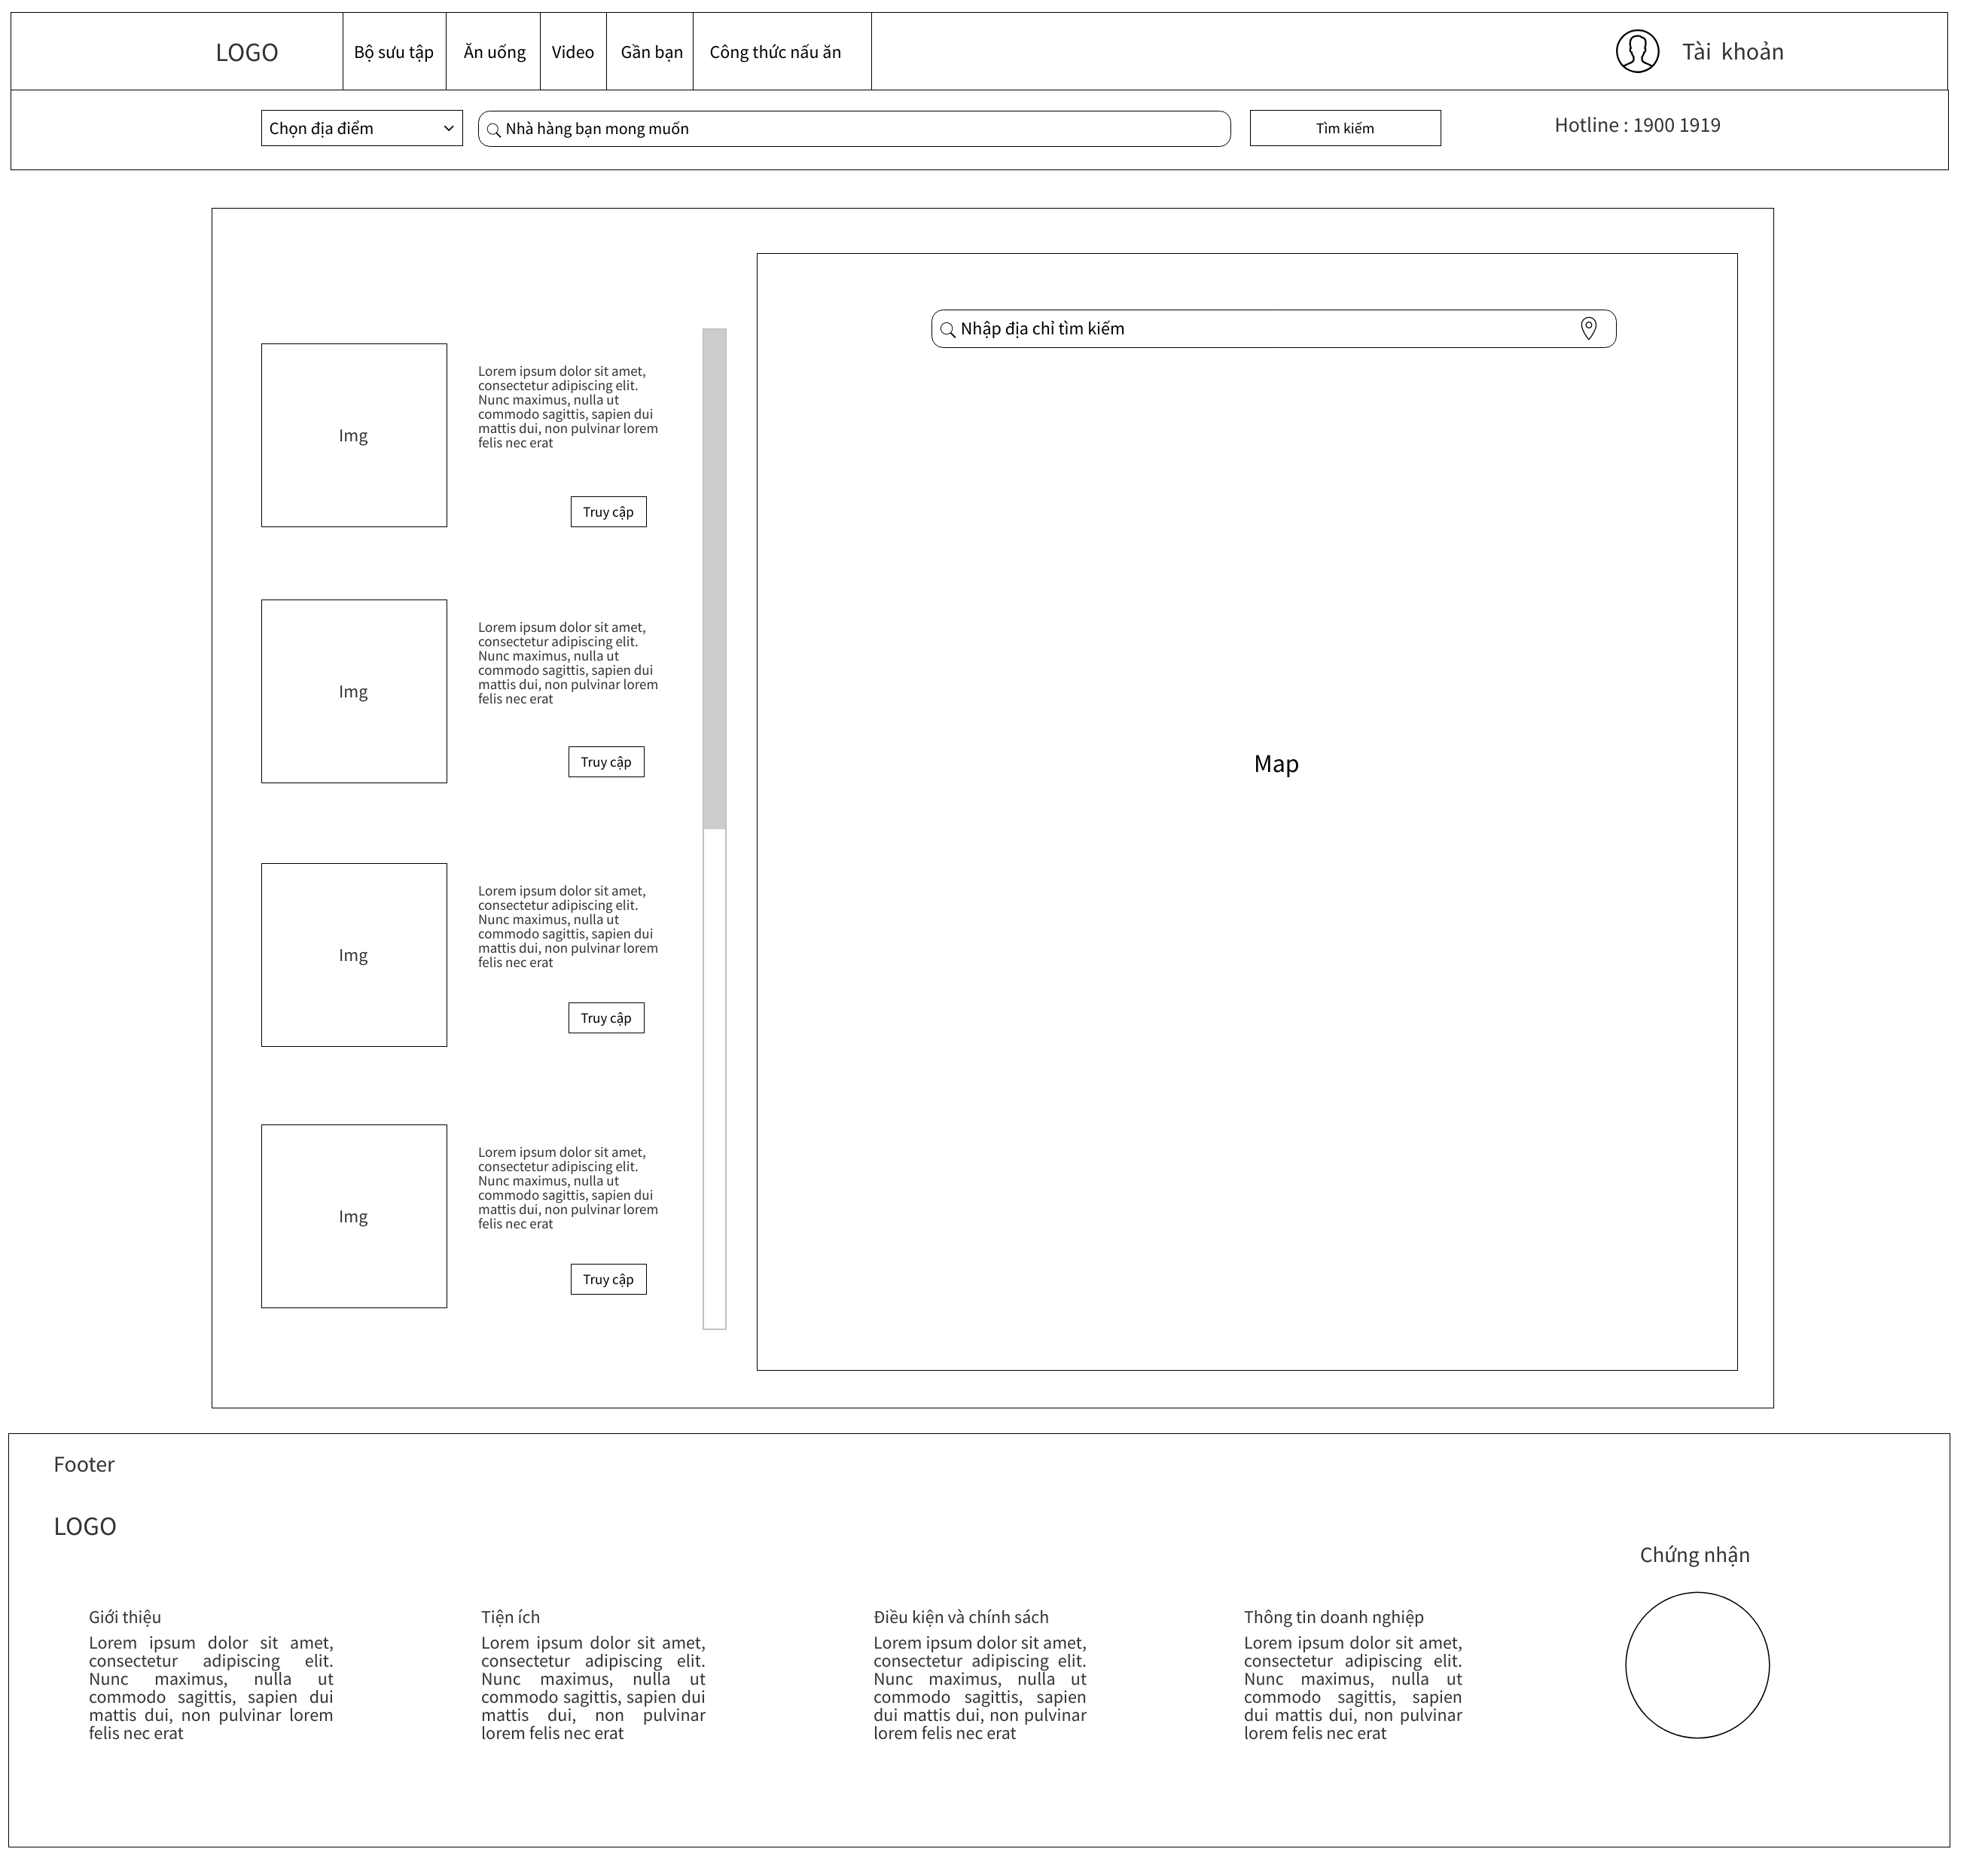 LOGO
Bộ sưu tập
Ăn uống
Video
Gần bạn
Công thức nấu ăn
Tài khoản
Chọn địa điểm
Nhà hàng bạn mong muốn
Tìm kiếm
Hotline : 1900 1919
Nhập địa chỉ tìm kiếm
Img
Lorem ipsum dolor sit amet,
consectetur adipiscing elit.
Nunc maximus, nulla ut
commodo sagittis, sapien dui
mattis dui, non pulvinar lorem
felis nec erat
Truy cập
Img
Lorem ipsum dolor sit amet,
consectetur adipiscing elit.
Nunc maximus, nulla ut
commodo sagittis, sapien dui
mattis dui, non pulvinar lorem
felis nec erat
Truy cập
Img
Lorem ipsum dolor sit amet,
consectetur adipiscing elit.
Nunc maximus, nulla ut
commodo sagittis, sapien dui
mattis dui, non pulvinar lorem
felis nec erat
Truy cập
Img
Lorem ipsum dolor sit amet,
consectetur adipiscing elit.
Nunc maximus, nulla ut
commodo sagittis, sapien dui
mattis dui, non pulvinar lorem
felis nec erat
Truy cập
Map
Footer
LOGO
Giới thiệu
Lorem ipsum dolor sit amet,
consectetur adipiscing elit.
Nunc maximus, nulla ut
commodo sagittis, sapien dui
mattis dui, non pulvinar lorem
felis nec erat
Tiện ích
Lorem ipsum dolor sit amet,
consectetur adipiscing elit.
Nunc maximus, nulla ut
commodo sagittis, sapien dui
mattis dui, non pulvinar
lorem felis nec erat
Điều kiện và chính sách
Lorem ipsum dolor sit amet,
consectetur adipiscing elit.
Nunc maximus, nulla ut
commodo sagittis, sapien
dui mattis dui, non pulvinar
lorem felis nec erat
Thông tin doanh nghiệp
Lorem ipsum dolor sit amet,
consectetur adipiscing elit.
Nunc maximus, nulla ut
commodo sagittis, sapien
dui mattis dui, non pulvinar
lorem felis nec erat
Chứng nhận